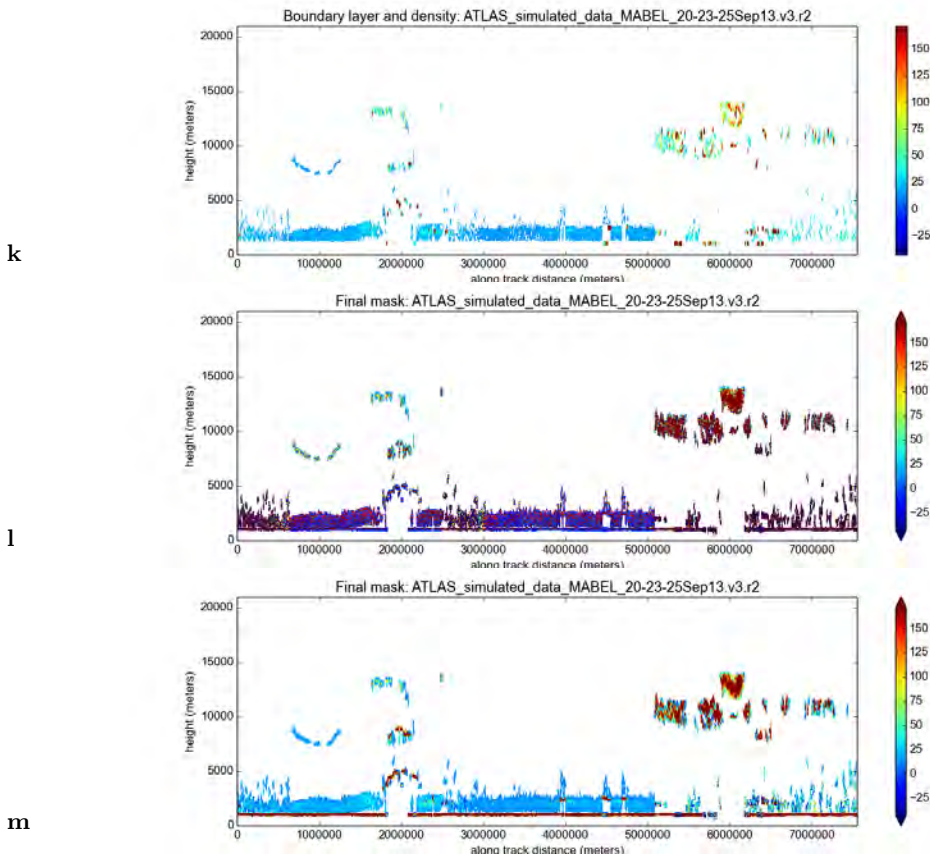 Boundary layer and density: ATLAS_simulated_data_MABEL_20-23-25Sep13.v3.r2
20000
15000
10000
5000
0
height (meters)
0 1000000 2000000 3000000 4000000 5000000 6000000 7000000
along track distance (meters)
150
125
100
75
50
25
0
−25
k
Final mask: ATLAS_simulated_data_MABEL_20-23-25Sep13.v3.r2
20000
15000
10000
5000
0
height (meters)
0 1000000 2000000 3000000 4000000 5000000 6000000 7000000
along track distance (meters)
150
125
100
75
50
25
0
−25
l
Final mask: ATLAS_simulated_data_MABEL_20-23-25Sep13.v3.r2
20000
15000
10000
5000
0
height (meters)
0 1000000 2000000 3000000 4000000 5000000 6000000 7000000
along track distance (meters)
150
125
100
75
50
25
0
−25
m